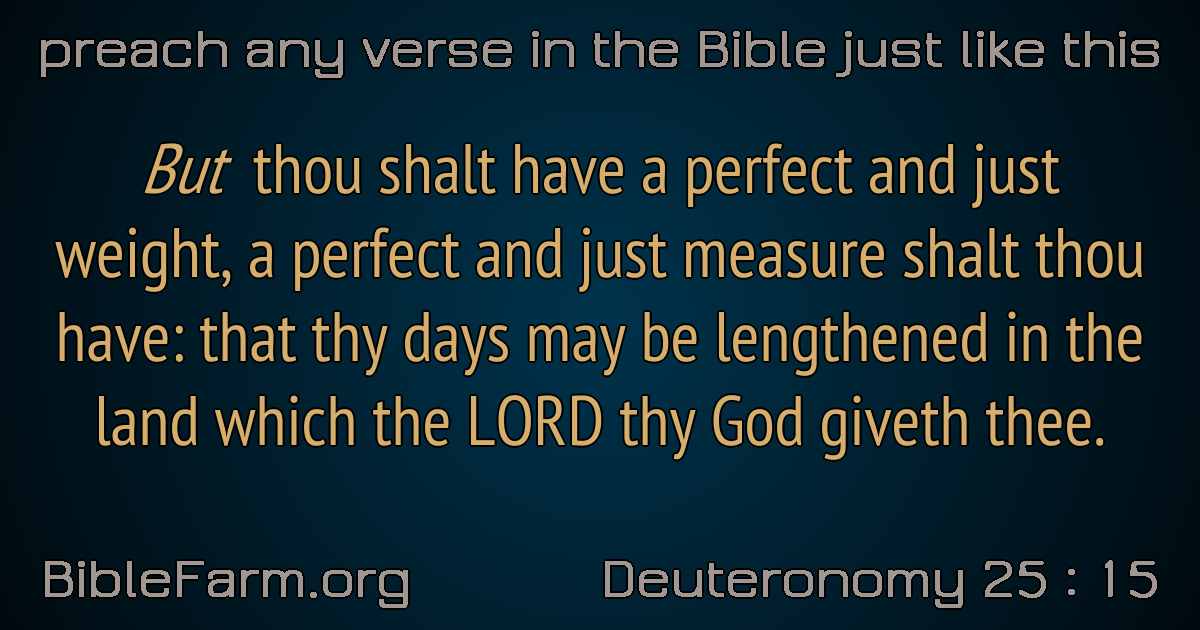 preach any verse in the Bible just like this
But thou shalt have a perfect and just
weight, a perfect and just measure shalt thou
have: that thy days may be lengthened in the
land which the LORD thy God giveth thee.
BibleFarm.org
Deuteronomy 25 : 15